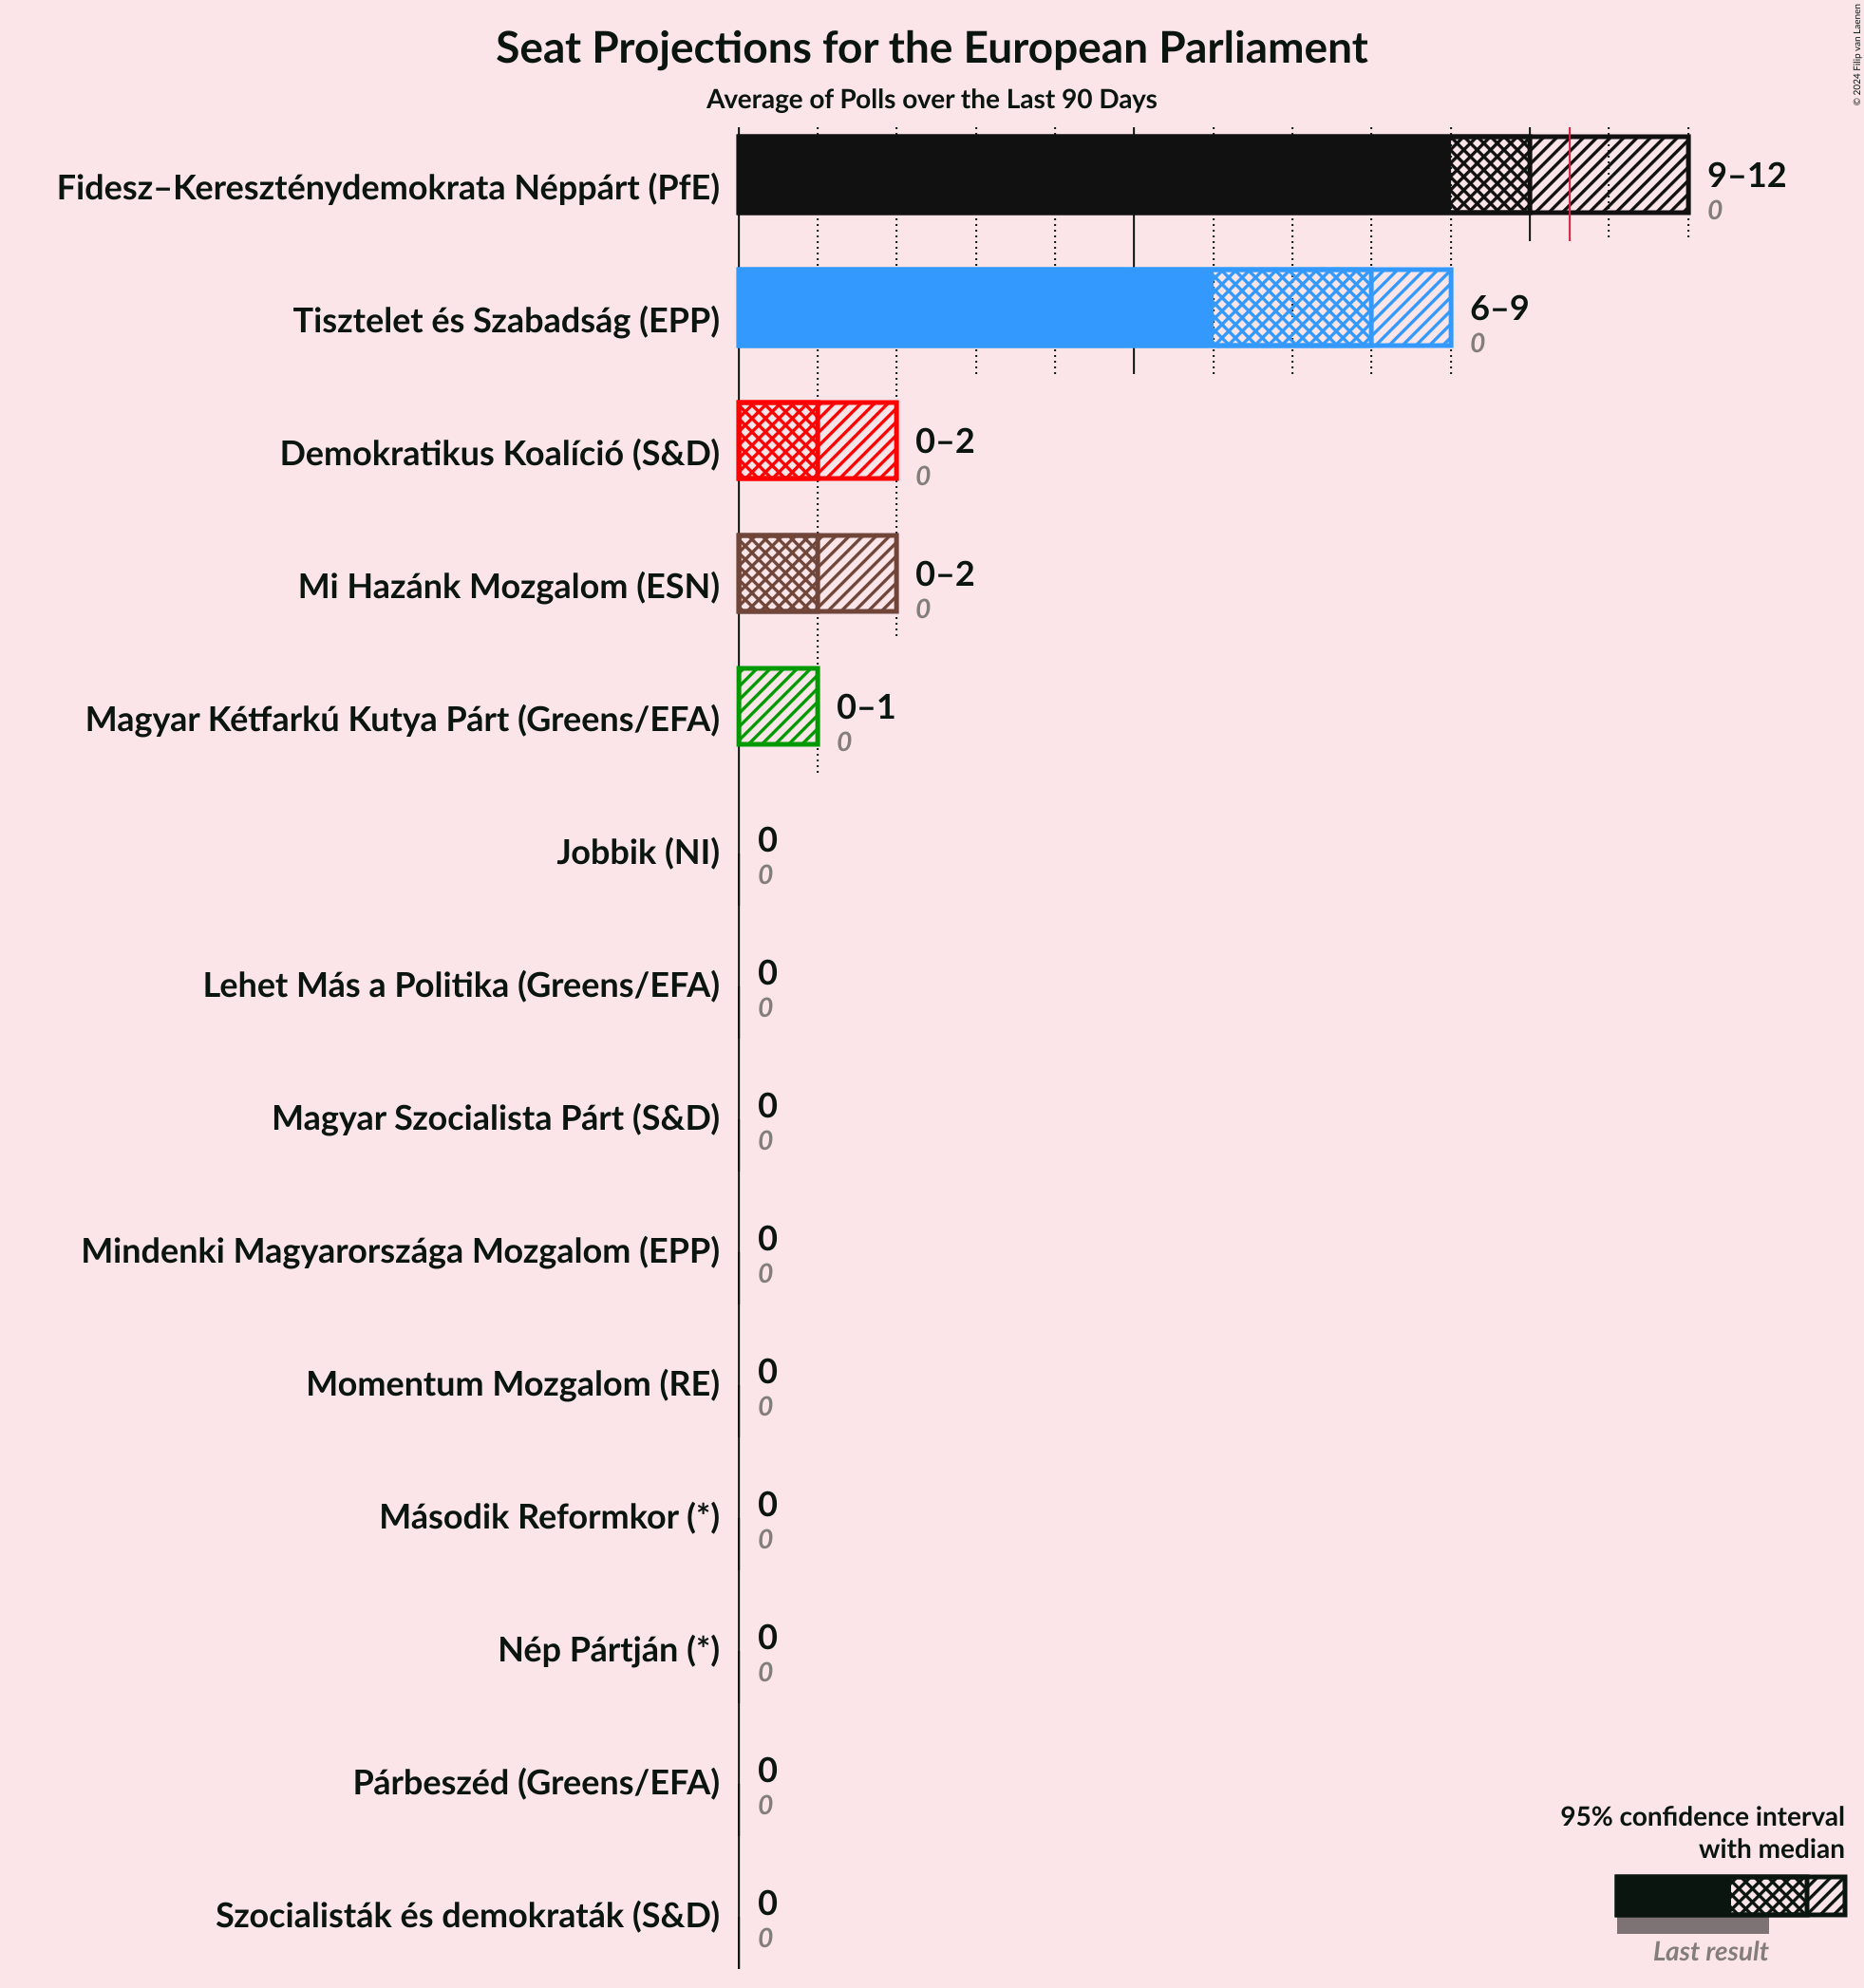 Seat Projections for the European Parliament
Average of Polls over the Last 90 Days
© 2024 Filip van Laenen
Fidesz–Kereszténydemokrata Néppárt (PfE)
9–12
0
Tisztelet és Szabadság (EPP)
6–9
0
Demokratikus Koalíció (S&D)
0–2
0
Mi Hazánk Mozgalom (ESN)
0–2
0
Magyar Kétfarkú Kutya Párt (Greens/EFA)
0–1
0
Jobbik (NI)
0
0
Lehet Más a Politika (Greens/EFA)
0
0
Magyar Szocialista Párt (S&D)
0
0
Mindenki Magyarországa Mozgalom (EPP)
0
0
Momentum Mozgalom (RE)
0
0
Második Reformkor (*)
0
0
Nép Pártján (*)
0
0
Párbeszéd (Greens/EFA)
0
0
Szocialisták és demokraták (S&D)
0
0
95% confidence interval
with median
Last result